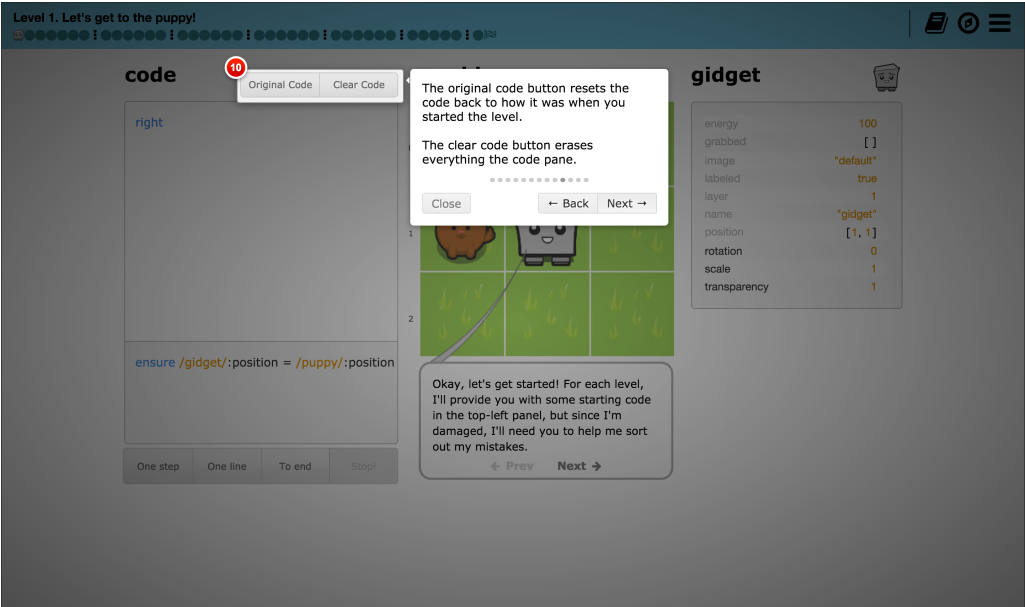 Level 1. Let's get to the puppy!
code
gidget
10
Original Code
Clear Code
The original code button resets the
code back to how it was when you
started the level.
The clear code button erases
everything the code pane.
Close
← Back
Next →
right
ensure /gidget/:position = /puppy/:position
One step
One line
To end
Stop!
1
2
Okay, let's get started! For each level,
I'll provide you with some starting code
in the top-left panel, but since I'm
damaged, I'll need you to help me sort
out my mistakes.
← Prev
Next →
energy 100
grabbed [ ]
image "default"
labeled true
layer 1
name "gidget"
position [1, 1]
rotation 0
scale 1
transparency 1